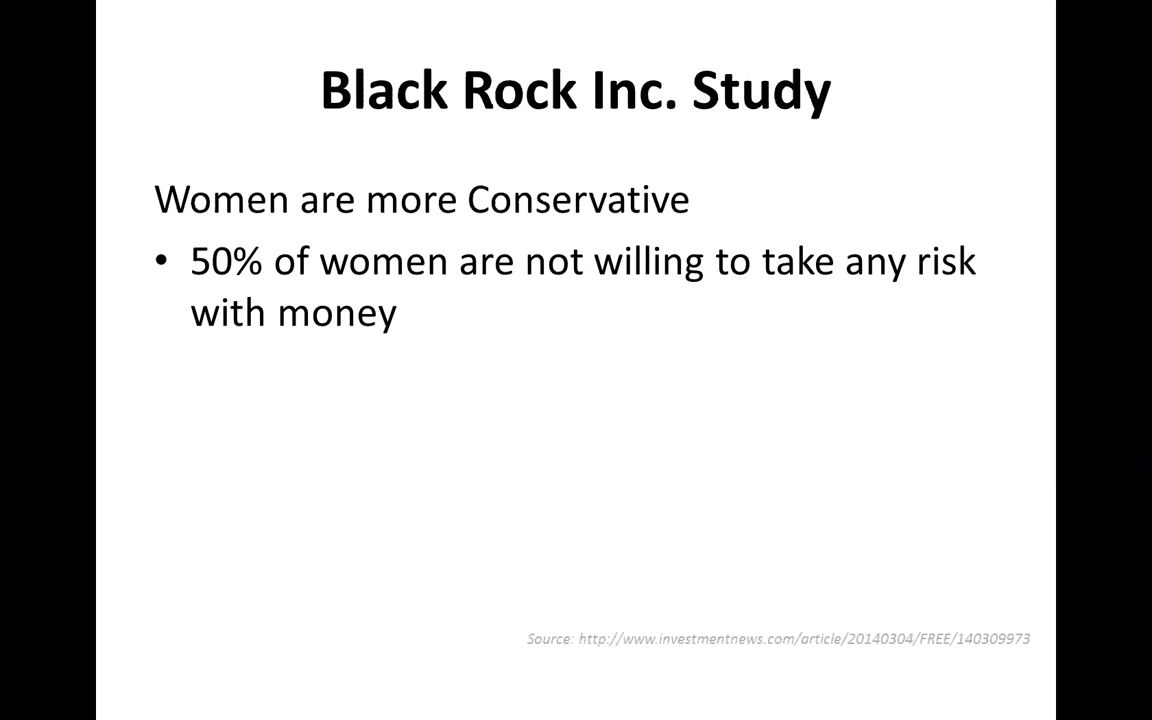 Black Rock Inc. Study
Women are more Conservative
• 50% of women are not willing to take any risk
with money
Source: http://www.investmentnews.com/article/20140304/FREE/140309973